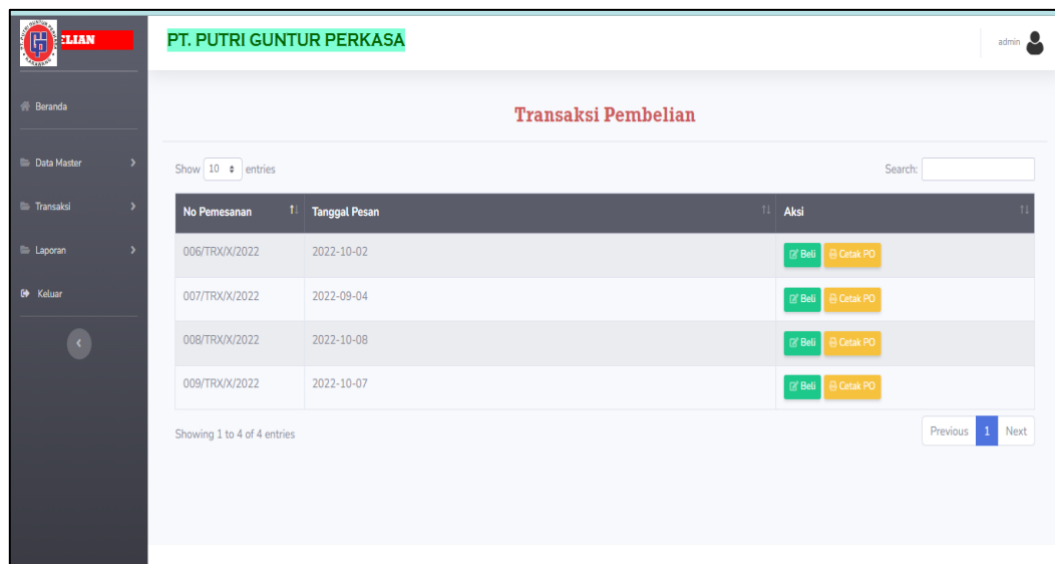 ELIAN
PT. PUTRI GUNTUR PERKASA
admin
Beranda
Data Master
Transaksi
Laporan
Keluar
Transaksi Pembelian
Show 10 entries
Search:
No Pemesanan Tanggal Pesan Aksi
006/TRX/X/2022 2022-10-02 Beli Cetak PO
007/TRX/X/2022 2022-09-04 Beli Cetak PO
008/TRX/X/2022 2022-10-08 Beli Cetak PO
009/TRX/X/2022 2022-10-07 Beli Cetak PO
Showing 1 to 4 of 4 entries
Previous 1 Next